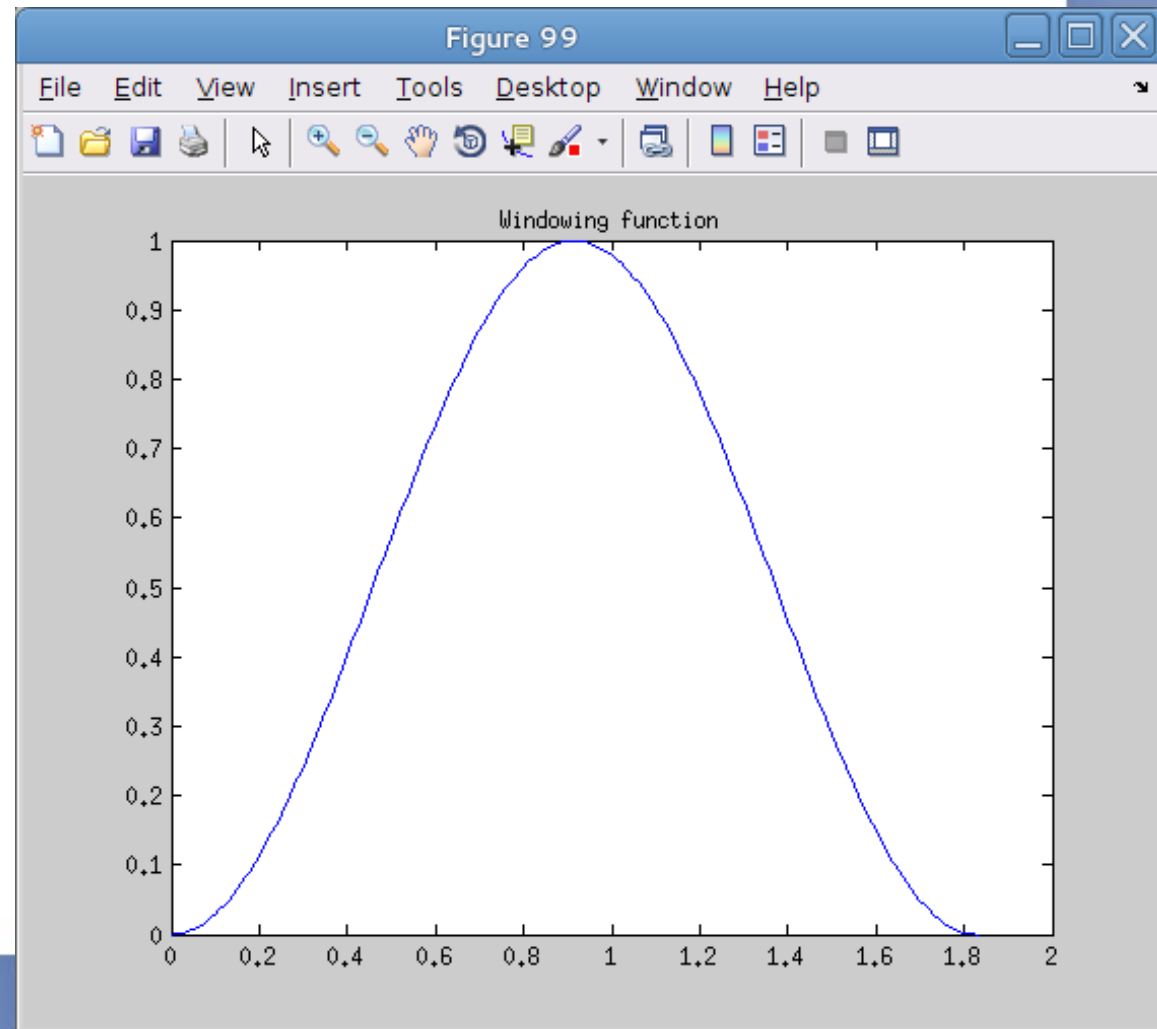 Figure 99
File Edit View Insert Tools Desktop Window Help
Windowing function
1
0.9
0.8
0.7
0.6
0.5
0.4
0.3
0.2
0.1
0
0 0.2 0.4 0.6 0.8 1 1.2 1.4 1.6 1.8 2